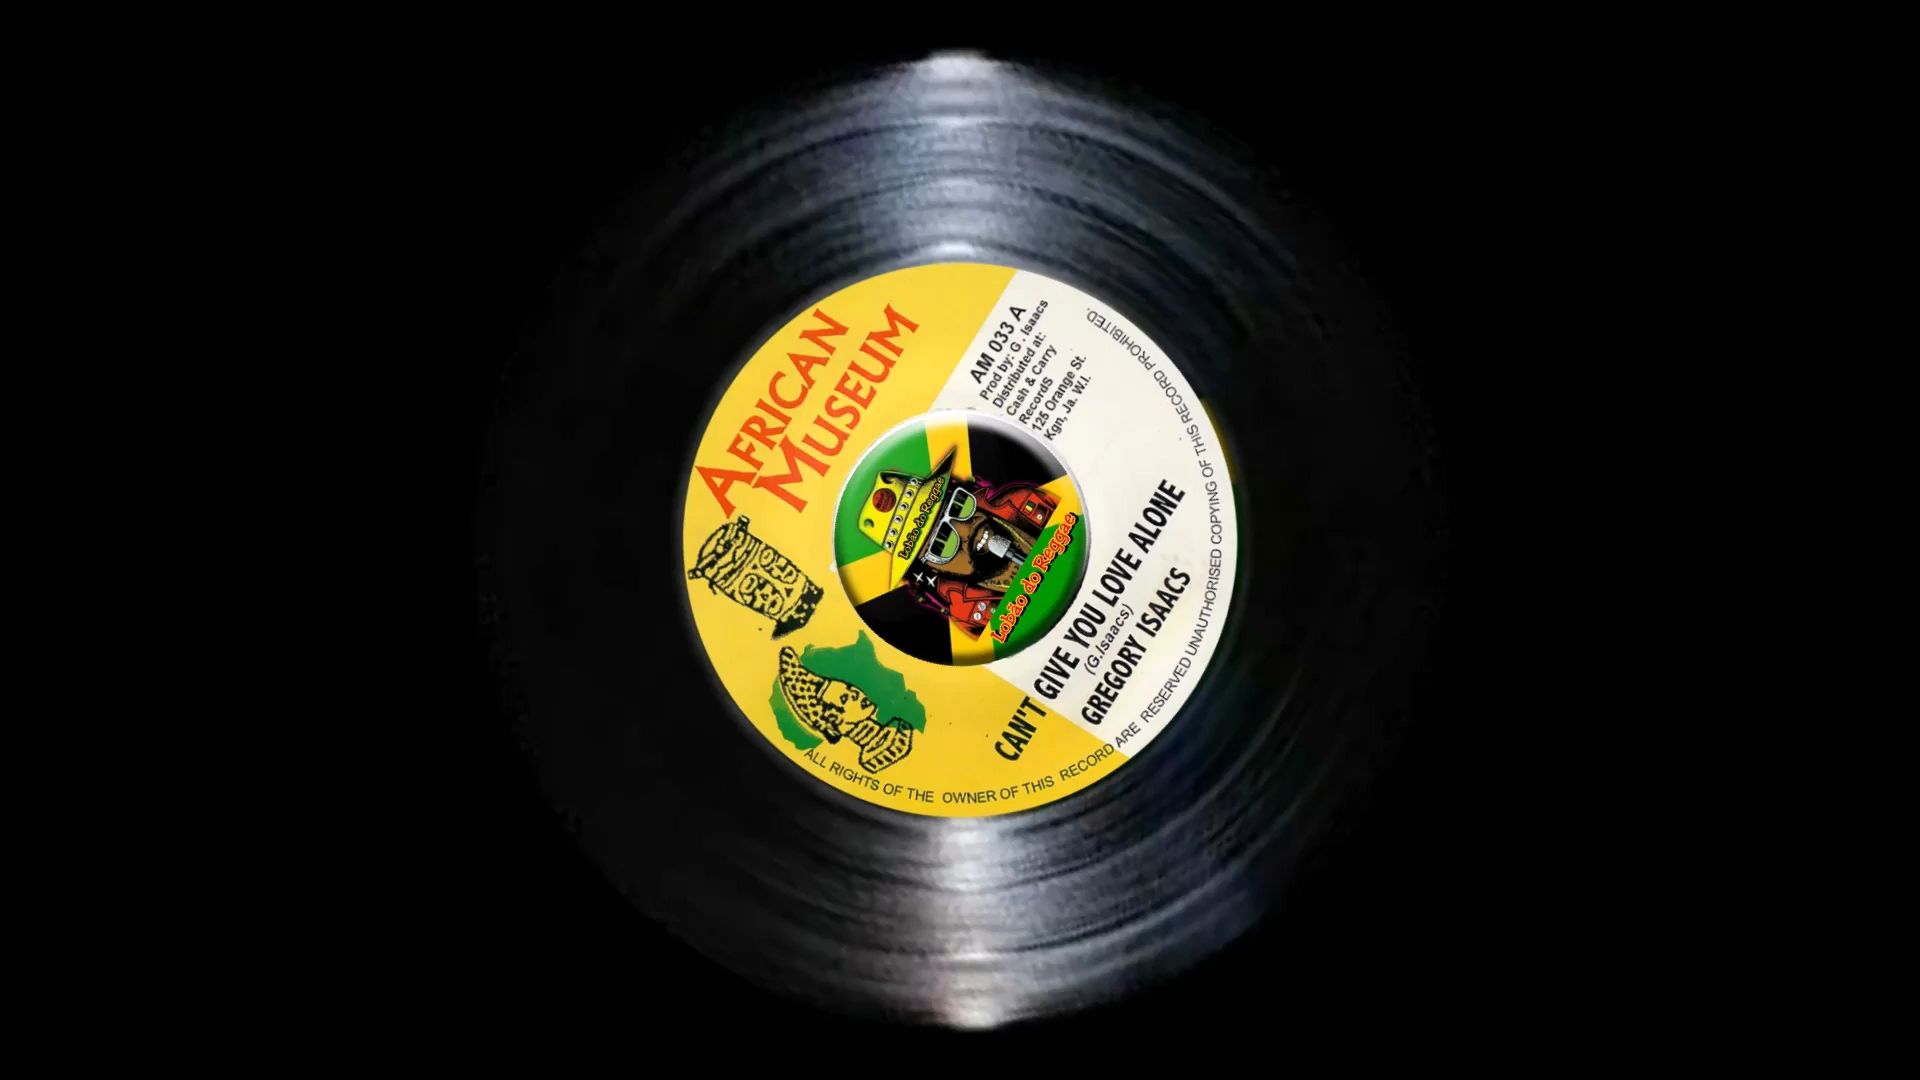 AFRICAN
MUSEUM
AM 033 A
Prod by: G . Isaacs
Distributed at:
Cash & Carry
RecordS
125 Orange St.
Kgn, Ja. W.I.
Lobão do Reggae
Lobão do Reggae
CAN'T GIVE YOU LOVE ALONE
(G.Isaacs)
GREGORY ISAACS
ALL RIGHTS OF THE OWNER OF THIS RECORD ARE RESERVED UNAUTHORISED COPYING OF THIS RECORD PROHIBITED.